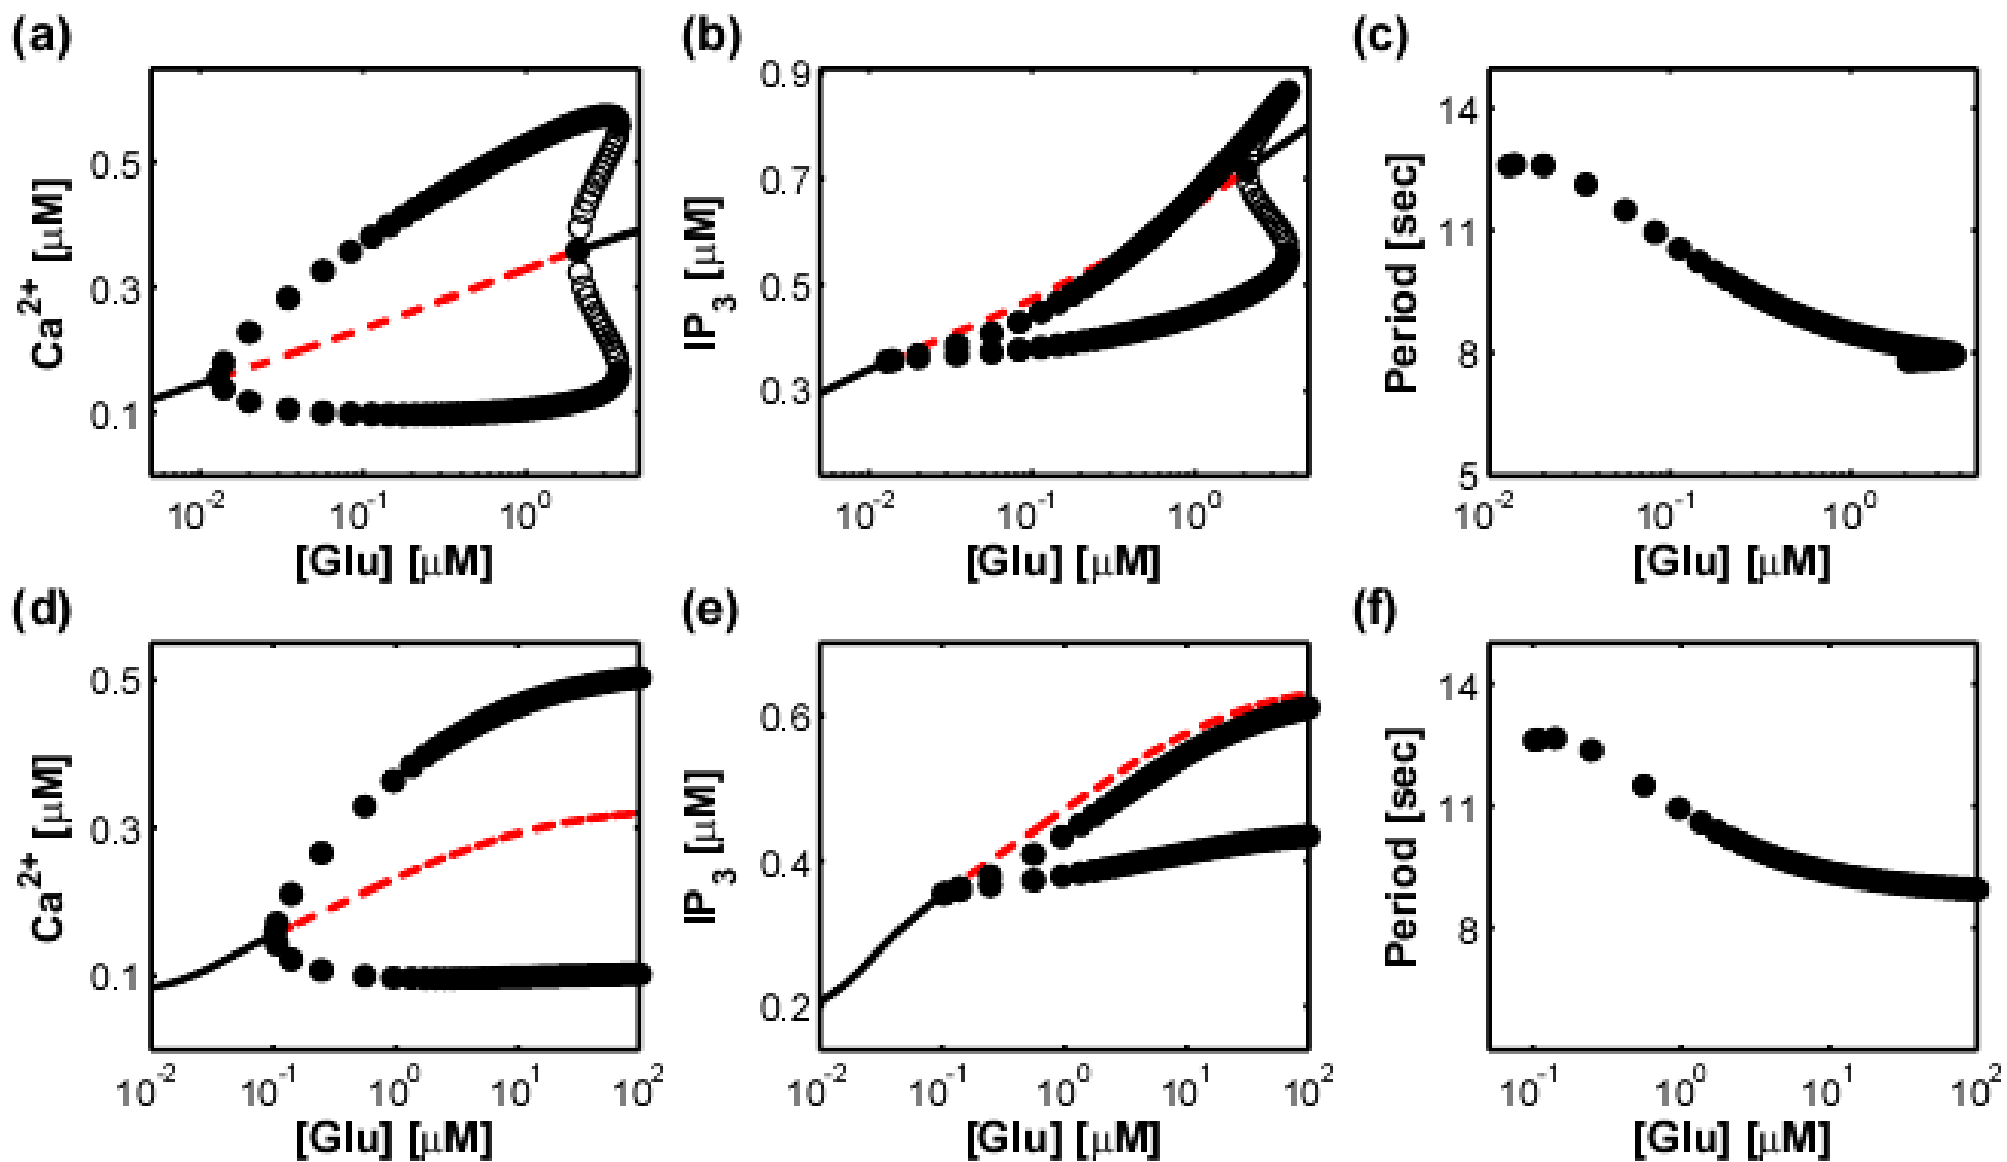 (a) (b) (c)
Ca²⁺ [μM]
0.5
0.3
0.1
10⁻² 10⁻¹ 10⁰
[Glu] [μM]
IP₃ [μM]
0.9
0.7
0.5
0.3
10⁻² 10⁻¹ 10⁰
[Glu] [μM]
Period [sec]
14
11
8
5
10⁻² 10⁻¹ 10⁰
[Glu] [μM]
(d) (e) (f)
Ca²⁺ [μM]
0.5
0.3
0.1
10⁻² 10⁻¹ 10⁰ 10¹ 10²
[Glu] [μM]
IP₃ [μM]
0.6
0.4
0.2
10⁻² 10⁻¹ 10⁰ 10¹ 10²
[Glu] [μM]
Period [sec]
14
11
8
10⁻¹ 10⁰ 10¹ 10²
[Glu] [μM]